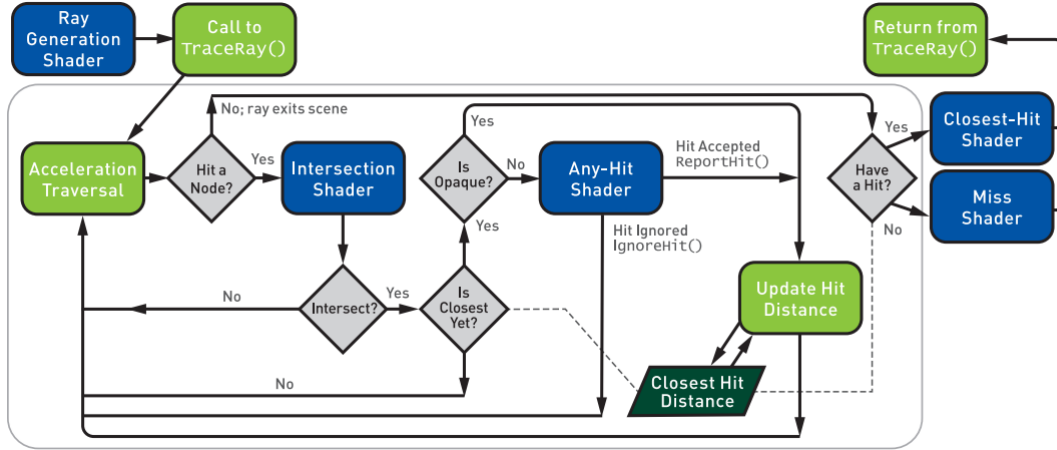 Ray
Generation
Shader
Call to
TraceRay()
Return from
TraceRay()
No; ray exits scene
Yes
Yes
Closest-Hit
Shader
Acceleration
Traversal
Hit a
Node?
Yes
Intersection
Shader
Is
Opaque?
No
Any-Hit
Shader
Hit Accepted
ReportHit()
Have
a Hit?
Miss
Shader
No
Yes
Hit Ignored
IgnoreHit()
No
Intersect?
Yes
Is
Closest
Yet?
Update Hit
Distance
No
Closest Hit
Distance